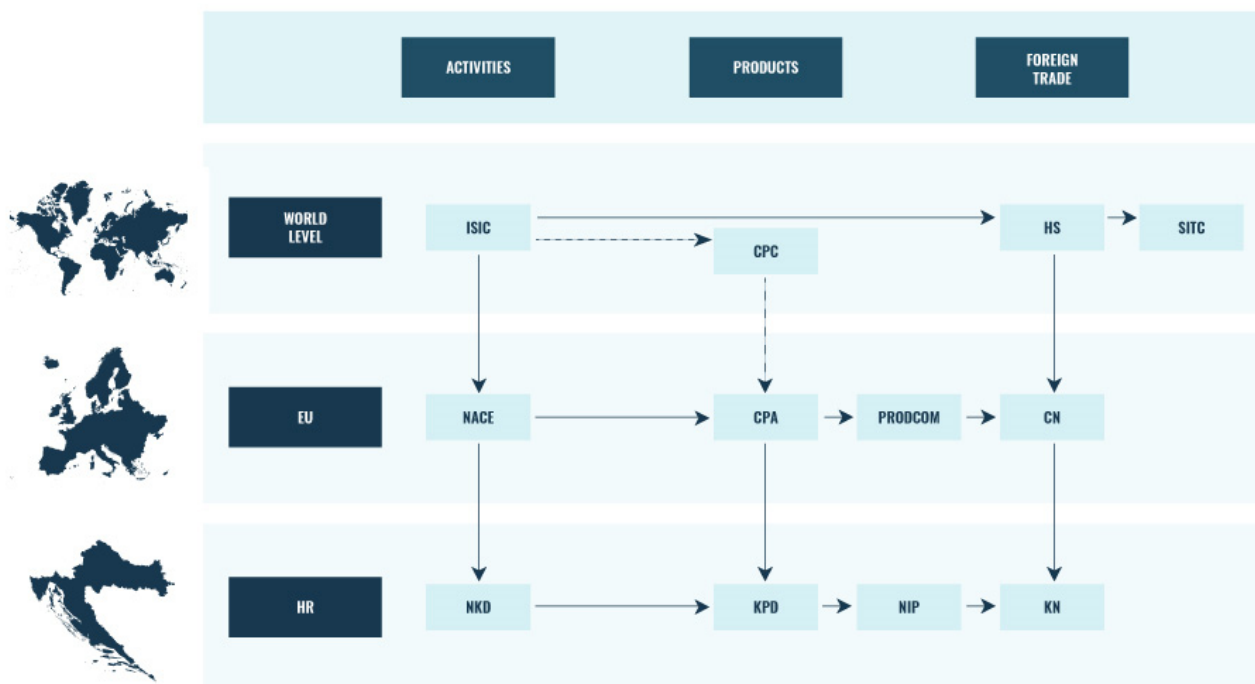 ACTIVITIES
PRODUCTS
FOREIGN
TRADE
WORLD
LEVEL
ISIC
CPC
HS
SITC
EU
NACE
CPA
PRODCOM
CN
HR
NKD
KPD
NIP
KN